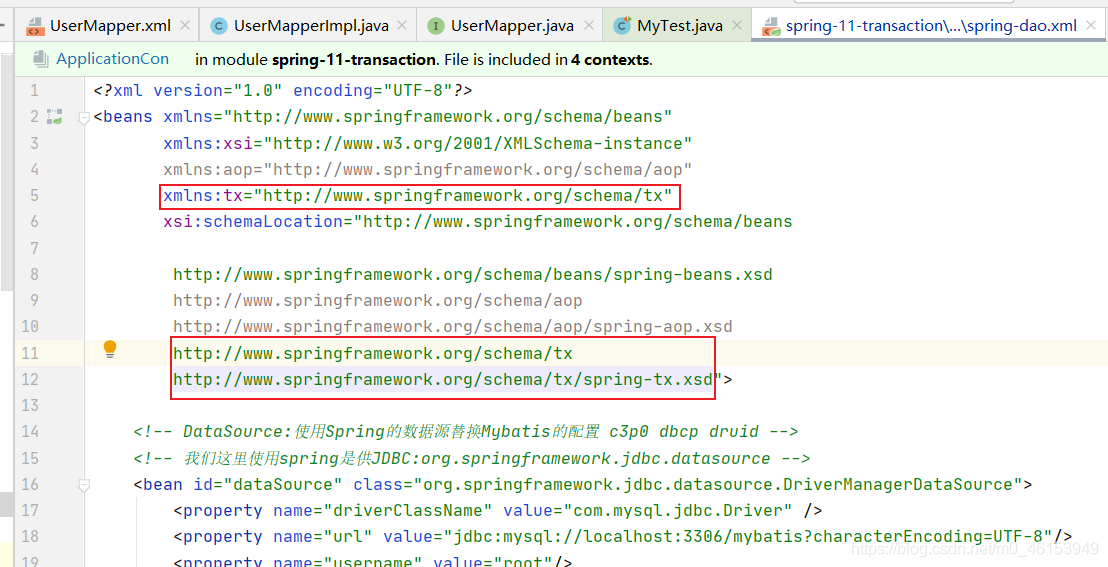 UserMapper.xml × UserMapperImpl.java × UserMapper.java × MyTest.java × spring-11-transaction\...\spring-dao.xml ×
ApplicationCon in module spring-11-transaction. File is included in 4 contexts.
1 <?xml version="1.0" encoding="UTF-8"?>
2 <beans xmlns="http://www.springframework.org/schema/beans"
3 xmlns:xsi="http://www.w3.org/2001/XMLSchema-instance"
4 xmlns:aop="http://www.springframework.org/schema/aop"
5 xmlns:tx="http://www.springframework.org/schema/tx"
6 xsi:schemaLocation="http://www.springframework.org/schema/beans
7
8 http://www.springframework.org/schema/beans/spring-beans.xsd
9 http://www.springframework.org/schema/aop
10 http://www.springframework.org/schema/aop/spring-aop.xsd
11 http://www.springframework.org/schema/tx
12 http://www.springframework.org/schema/tx/spring-tx.xsd">
13
14 <!-- DataSource:使用Spring的数据源替换Mybatis的配置 c3p0 dbcp druid -->
15 <!-- 我们这里使用spring是供JDBC:org.springframework.jdbc.datasource -->
16 <bean id="dataSource" class="org.springframework.jdbc.datasource.DriverManagerDataSource">
17 <property name="driverClassName" value="com.mysql.jdbc.Driver" />
18 <property name="url" value="jdbc:mysql://localhost:3306/mybatis?characterEncoding=UTF-8"/>
19 <property name="username" value="root"/>
https://blog.csdn.net/m0_46153949